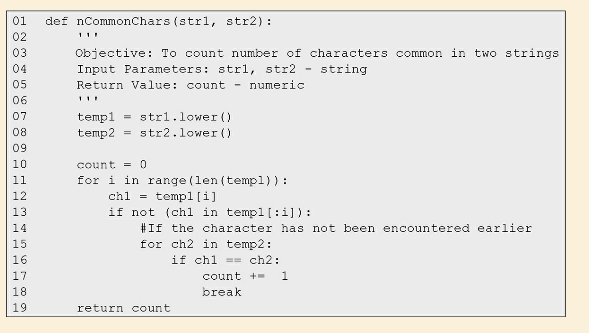 01 def nCommonChars(str1, str2):
02     '''
03     Objective: To count number of characters common in two strings
04     Input Parameters: str1, str2 - string
05     Return Value: count - numeric
06     '''
07     temp1 = str1.lower()
08     temp2 = str2.lower()
09
10     count = 0
11     for i in range(len(temp1)):
12         ch1 = temp1[i]
13         if not (ch1 in temp1[:i]):
14             #If the character has not been encountered earlier
15             for ch2 in temp2:
16                 if ch1 == ch2:
17                     count += 1
18                     break
19     return count